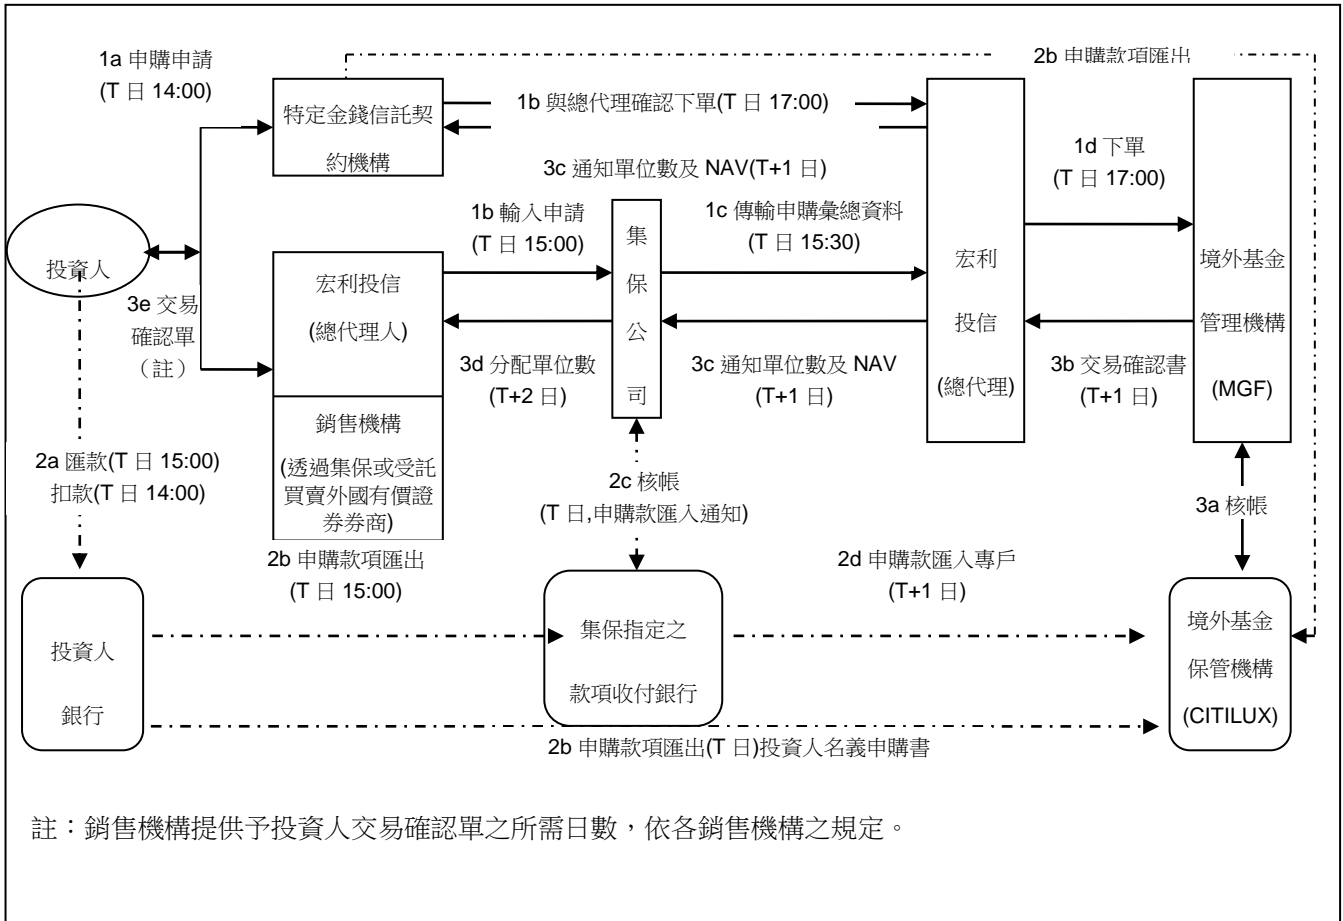 1a 申購申請
(T 日 14:00)
2b 申購款項匯出
特定金錢信託契
約機構
1b 與總代理確認下單(T 日 17:00)
3c 通知單位數及 NAV(T+1 日)
1d 下單
(T 日 17:00)
1b 輸入申請
(T 日 15:00)
集
保
公
司
1c 傳輸申購彙總資料
(T 日 15:30)
投資人
宏利投信
(總代理人)
宏利
投信
(總代理)
境外基金
管理機構
(MGF)
3e 交易
確認單
（註）
3d 分配單位數
(T+2 日)
3c 通知單位數及 NAV
(T+1 日)
3b 交易確認書
(T+1 日)
銷售機構
(透過集保或受託
買賣外國有價證
券券商)
2a 匯款(T 日 15:00)
扣款(T 日 14:00)
2c 核帳
(T 日,申購款匯入通知)
3a 核帳
2b 申購款項匯出
(T 日 15:00)
2d 申購款匯入專戶
(T+1 日)
投資人
銀行
集保指定之
款項收付銀行
境外基金
保管機構
(CITILUX)
2b 申購款項匯出(T 日)投資人名義申購書
註：銷售機構提供予投資人交易確認單之所需日數，依各銷售機構之規定。